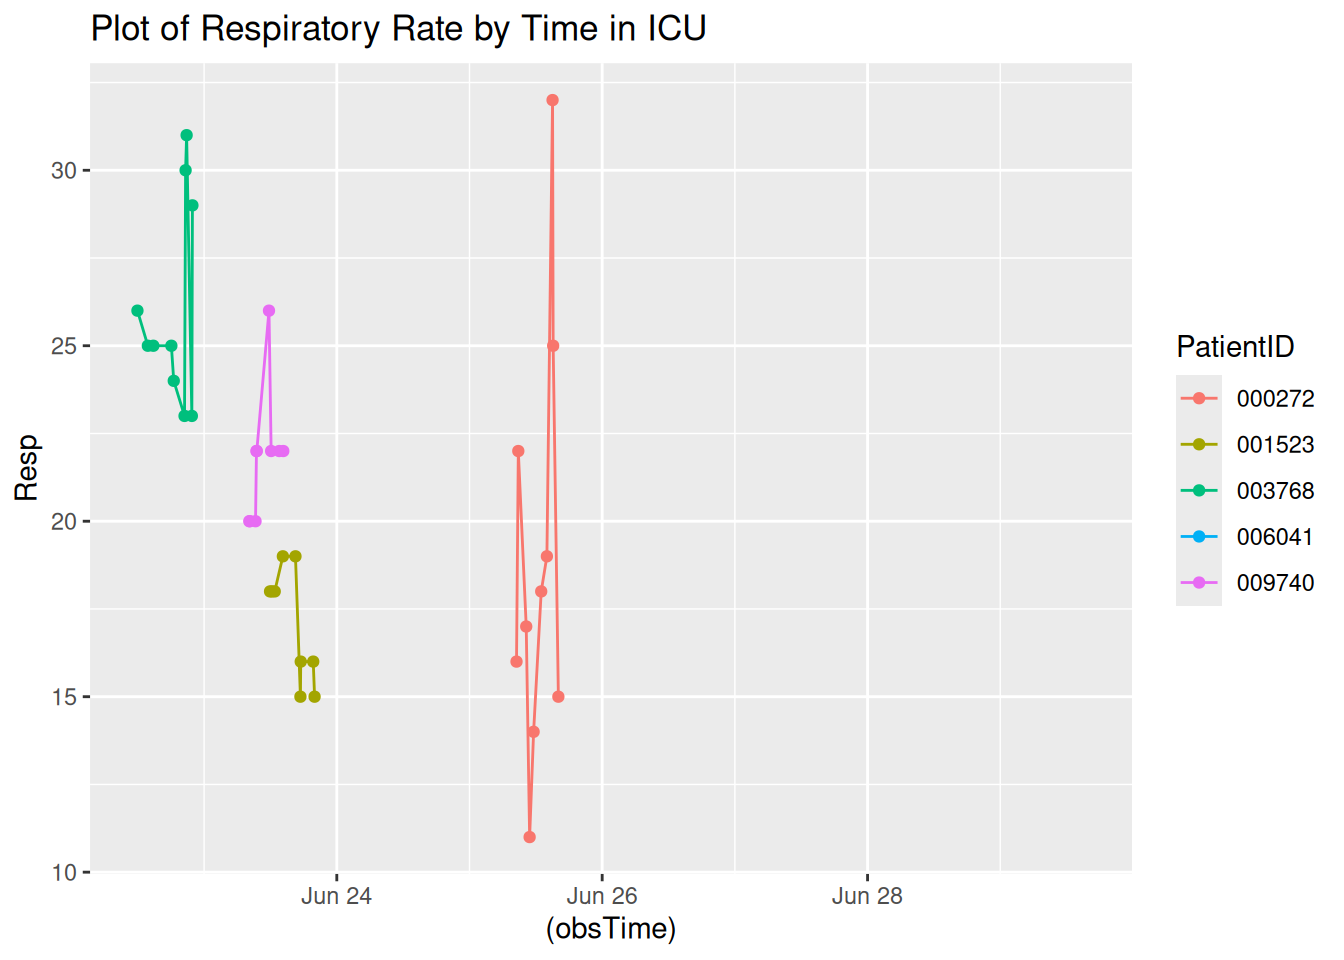 Plot of Respiratory Rate by Time in ICU
30
25
20
15
10
Resp
Jun 24
Jun 26
Jun 28
(obsTime)
PatientID
000272
001523
003768
006041
009740